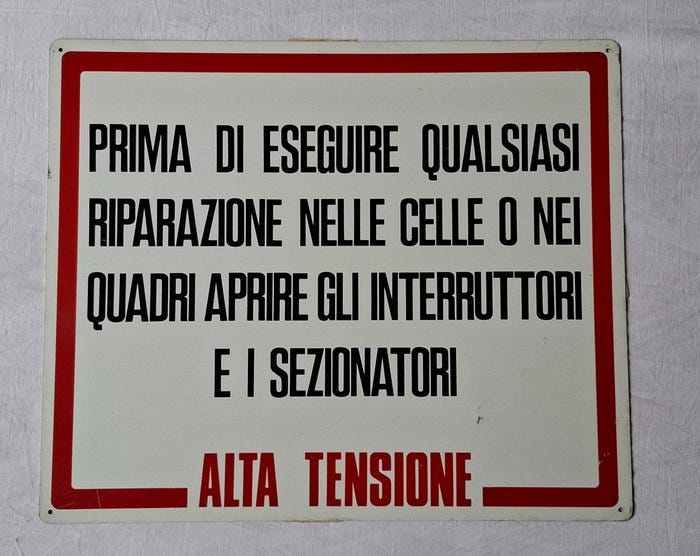 PRIMA DI ESEGUIRE QUALSIASI
RIPARAZIONE NELLE CELLE O NEI
QUADRI APRIRE GLI INTERRUTTORI
E I SEZIONATORI
ALTA TENSIONE